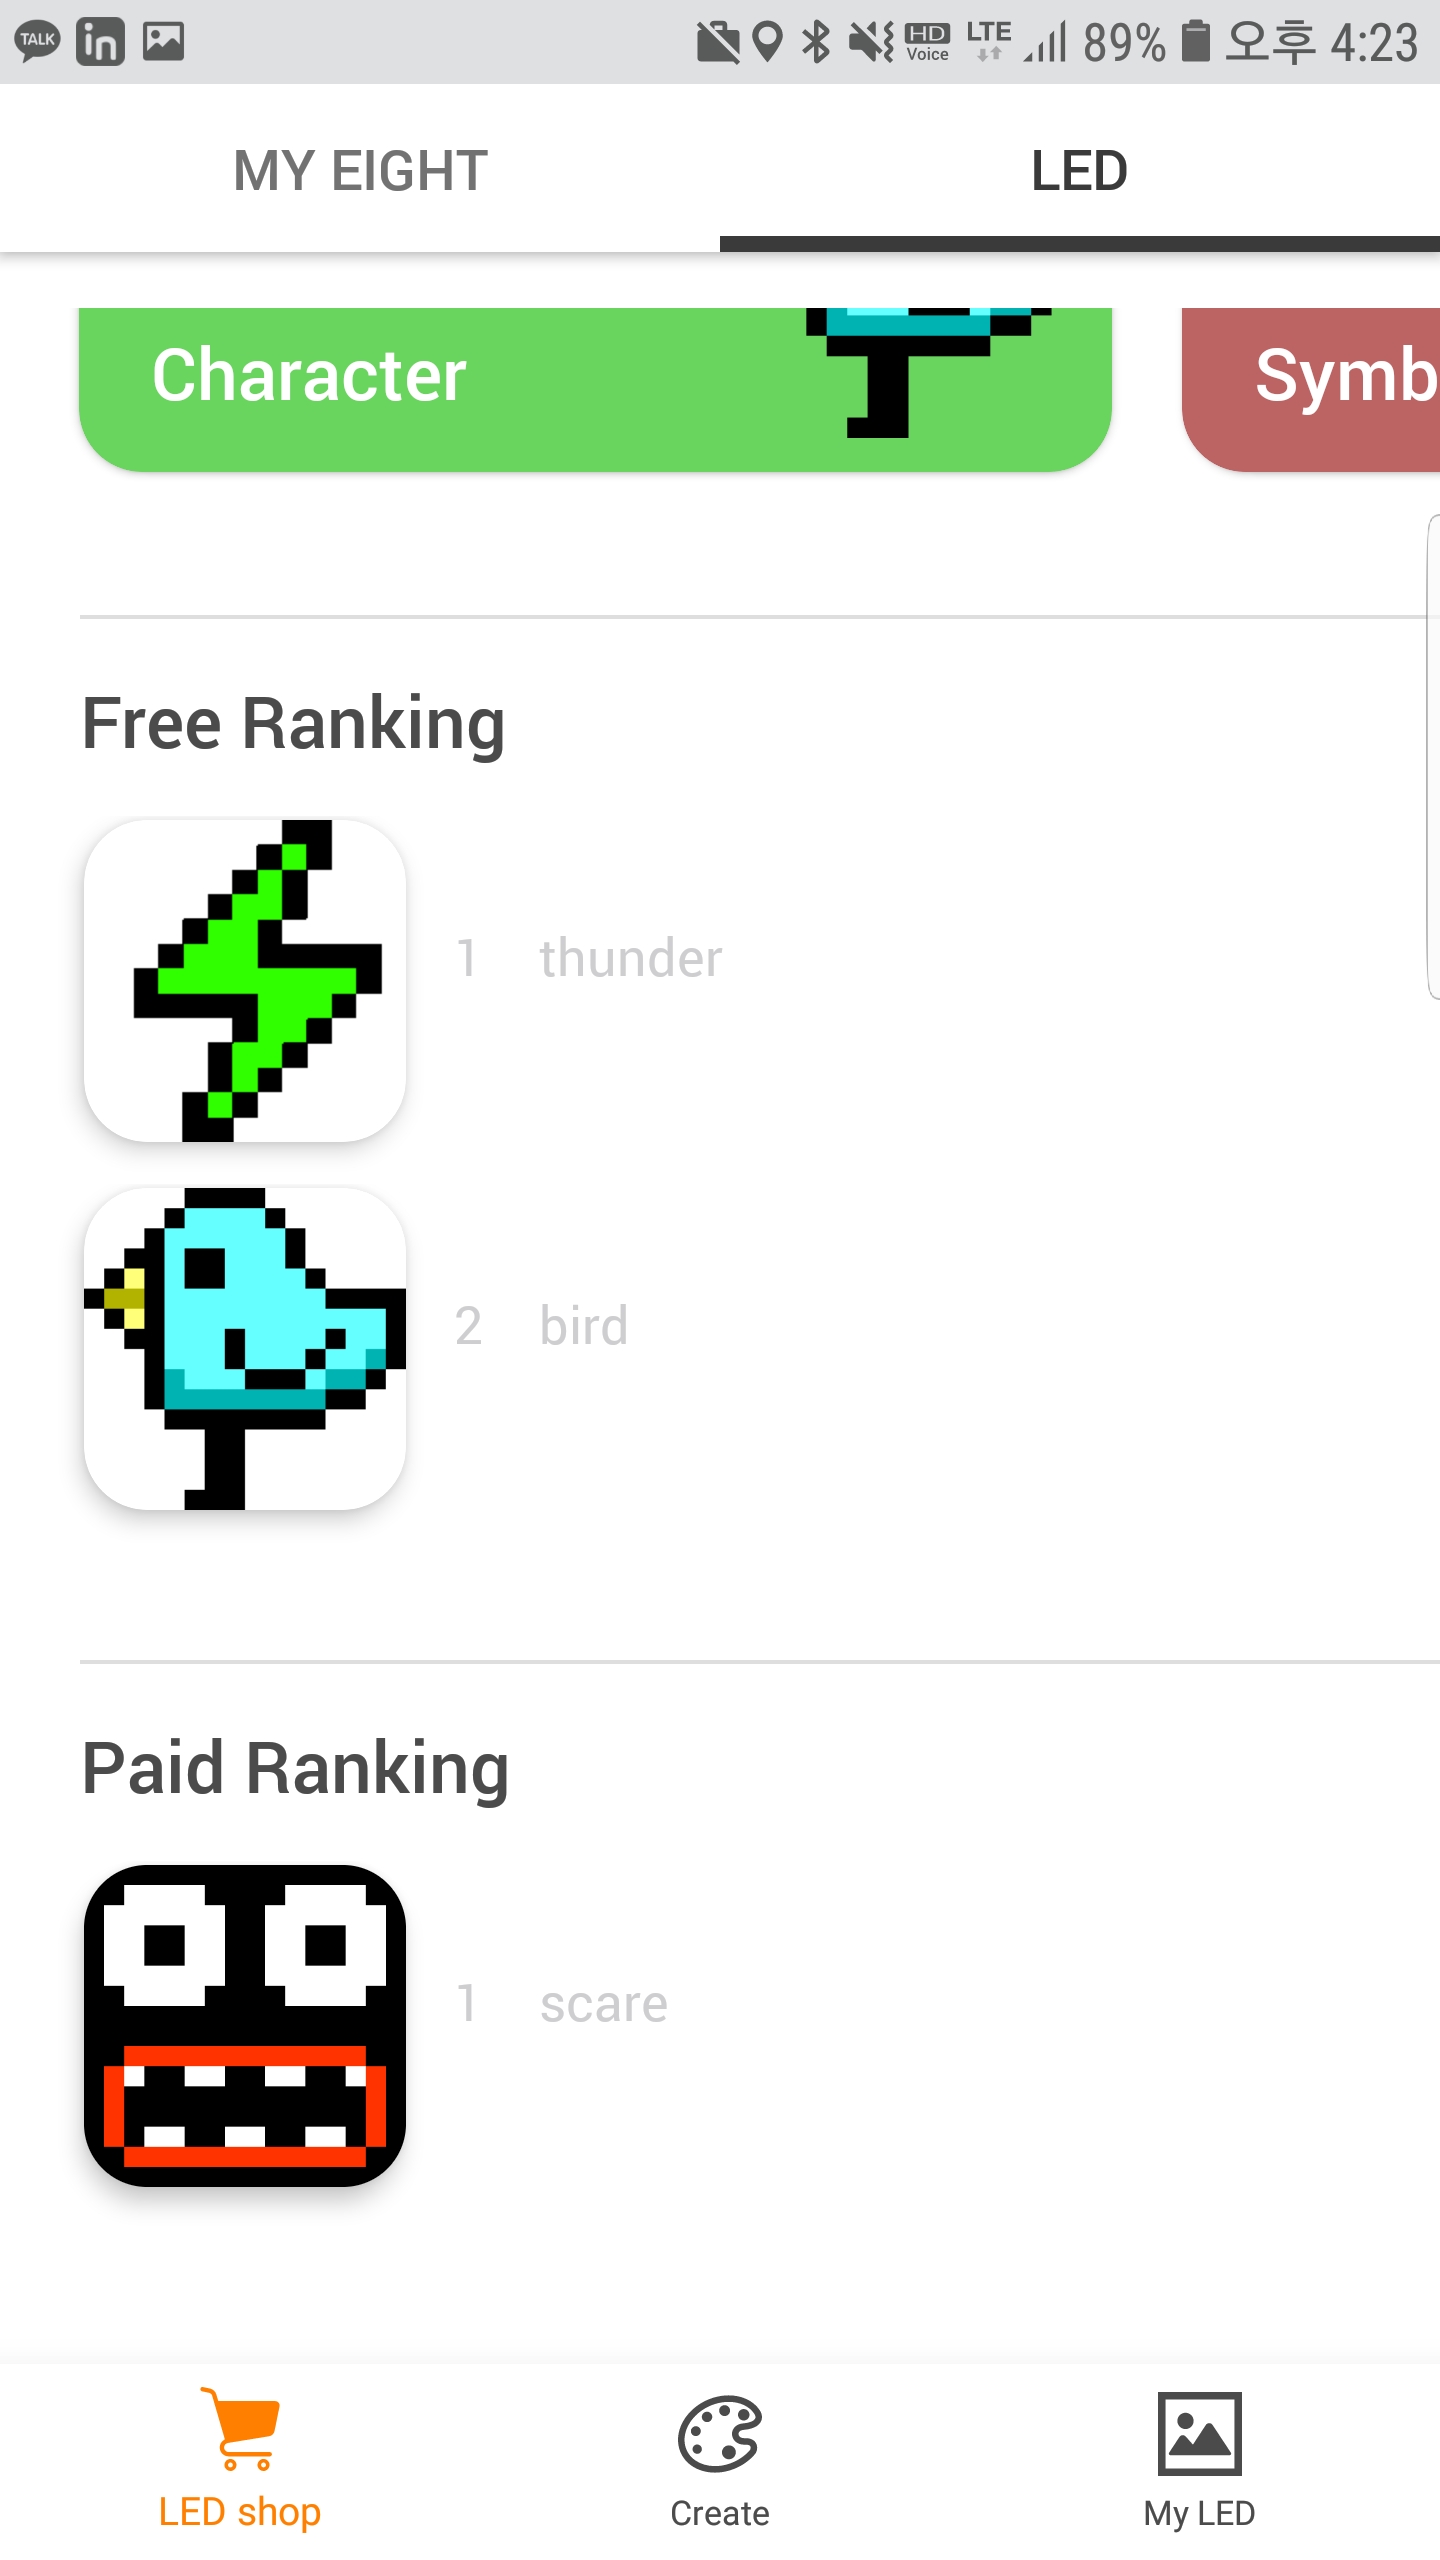 TALK in HD Voice LTE 89% 오후 4:23
MY EIGHT LED
Character Symb
Free Ranking
1 thunder
2 bird
Paid Ranking
1 scare
LED shop Create My LED